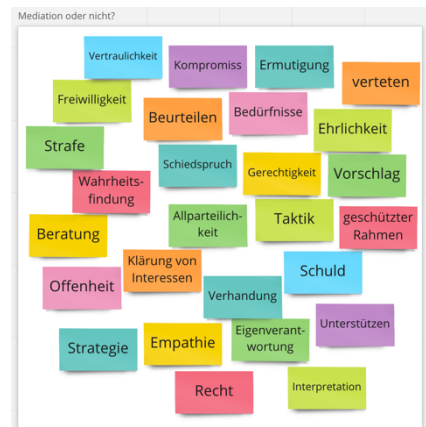 Mediation oder nicht?
Vertraulichkeit
Kompromiss
Ermutigung
verteten
Freiwilligkeit
Beurteilen
Bedürfnisse
Ehrlichkeit
Strafe
Schiedspruch
Gerechtigkeit
Vorschlag
Wahrheits-
findung
Allparteilich-
keit
Taktik
geschützter
Rahmen
Beratung
Klärung von
Interessen
Schuld
Offenheit
Verhandung
Unterstützen
Strategie
Empathie
Eigenverant-
wortung
Recht
Interpretation